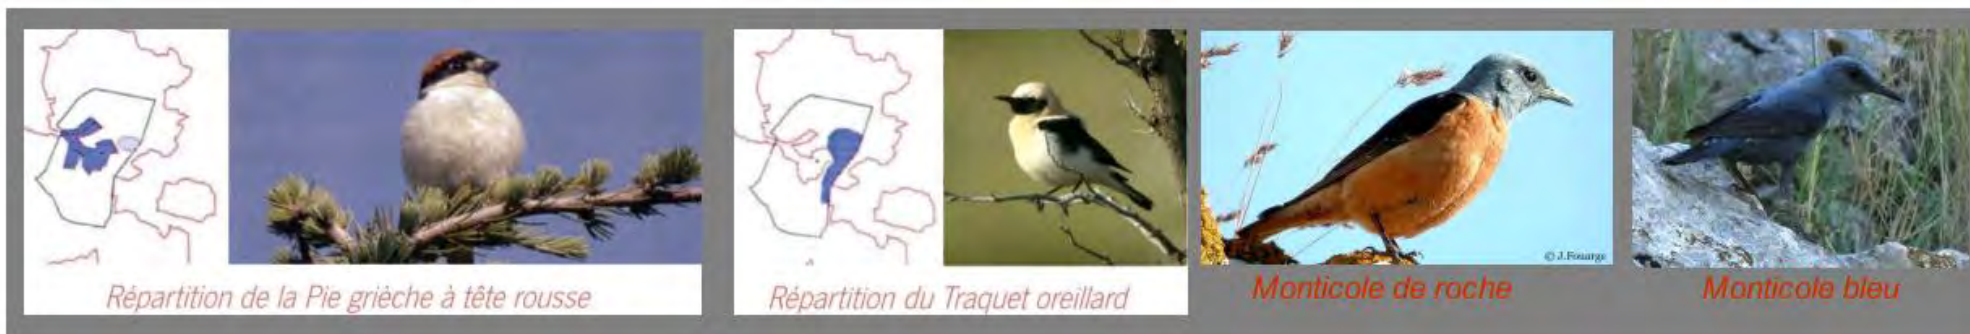 Répartition de la Pie grièche à tête rousse
Répartition du Traquet oreillard
© J.Fouarge
Monticole de roche
Monticole bleu